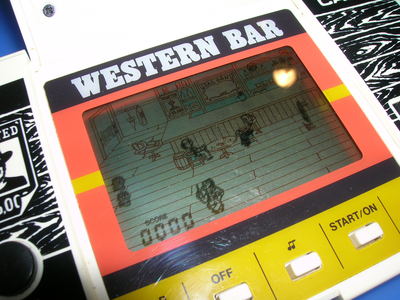 WESTERN BAR
SCORE
0000
START/ON
♫
OFF